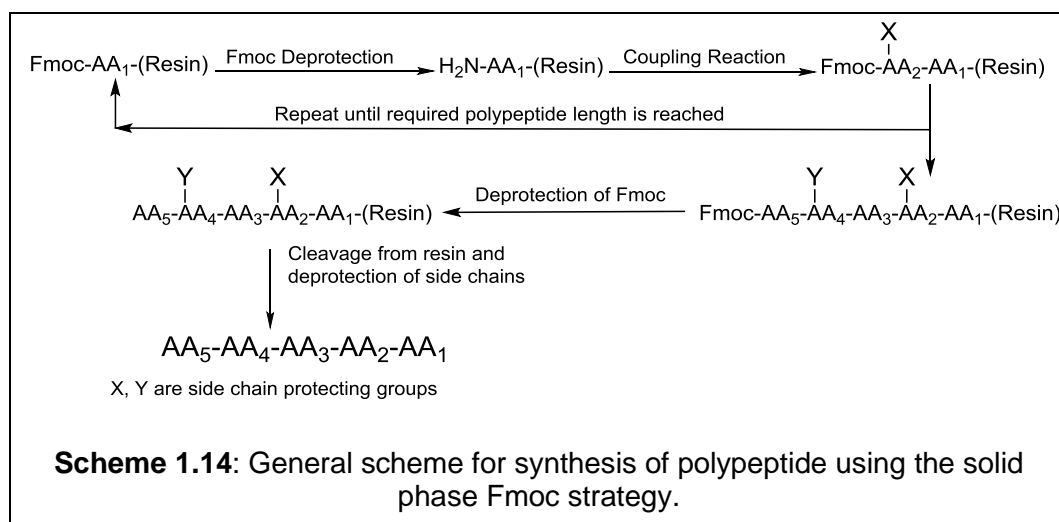 X
Fmoc-AA₁-(Resin) Fmoc Deprotection H₂N-AA₁-(Resin) Coupling Reaction Fmoc-AA₂-AA₁-(Resin)
Repeat until required polypeptide length is reached
Y X Y X
AA₅-AA₄-AA₃-AA₂-AA₁-(Resin) Deprotection of Fmoc Fmoc-AA₅-AA₄-AA₃-AA₂-AA₁-(Resin)
Cleavage from resin and
deprotection of side chains
AA₅-AA₄-AA₃-AA₂-AA₁
X, Y are side chain protecting groups
Scheme 1.14: General scheme for synthesis of polypeptide using the solid
phase Fmoc strategy.